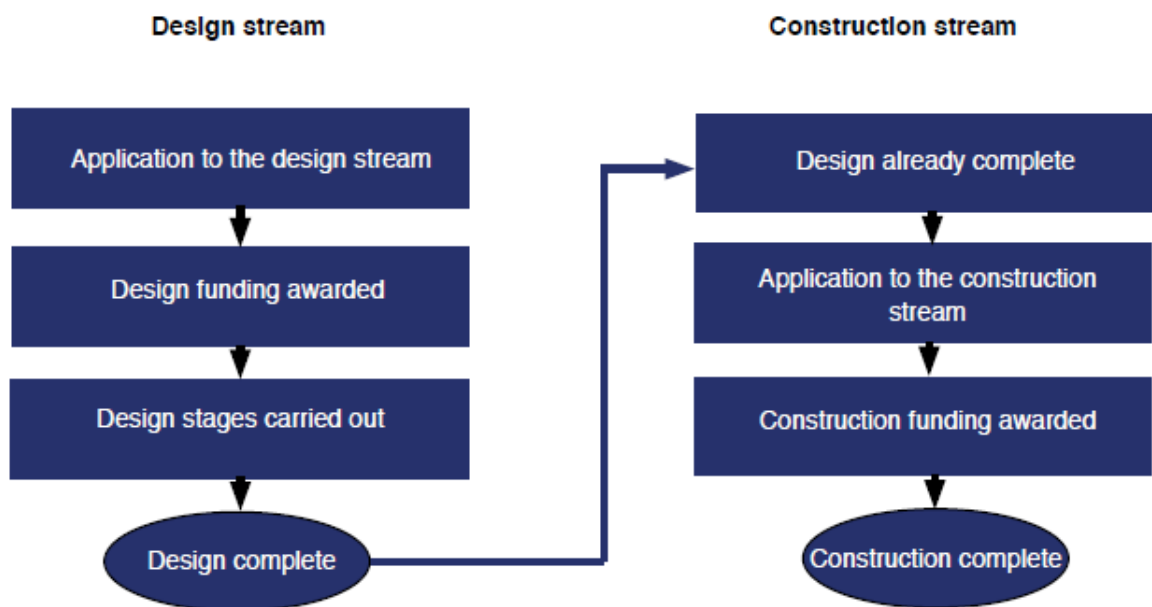 Design stream
Application to the design stream
Design funding awarded
Design stages carried out
Design complete
Construction stream
Design already complete
Application to the construction
stream
Construction funding awarded
Construction complete